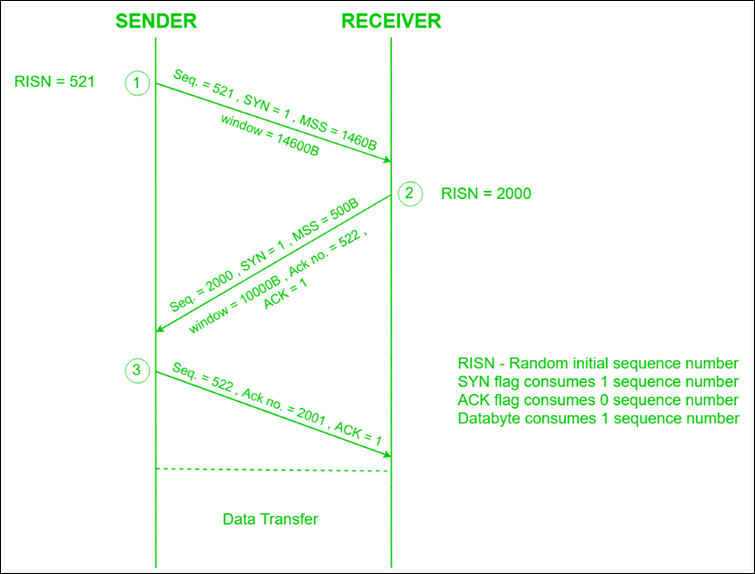 SENDER
RECEIVER
RISN = 521
1
Seq. = 521 , SYN = 1 , MSS = 1460B
window = 14600B
2
RISN = 2000
Seq. = 2000 , SYN = 1 , MSS = 500B
window = 10000B , Ack no. = 522 ,
ACK = 1
3
Seq. = 522 , Ack no. = 2001 , ACK = 1
RISN - Random initial sequence number
SYN flag consumes 1 sequence number
ACK flag consumes 0 sequence number
Databyte consumes 1 sequence number
Data Transfer